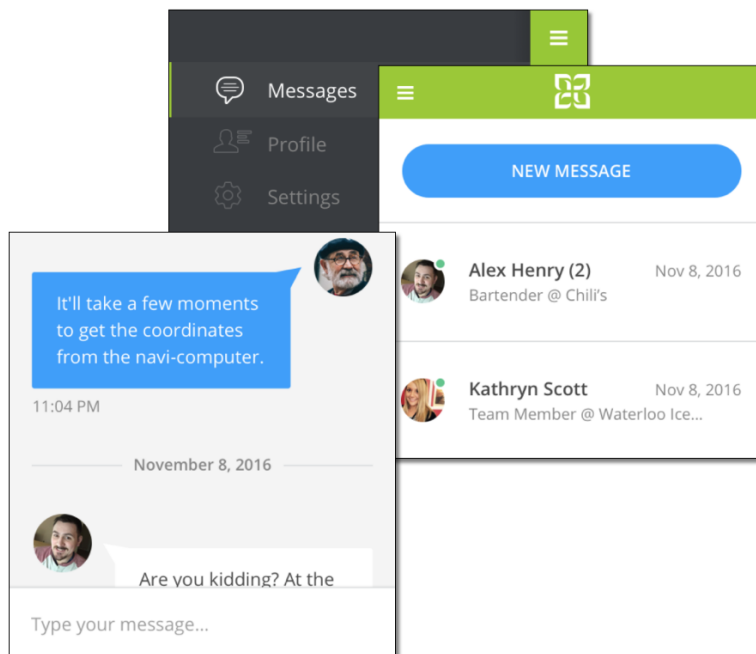 Messages
Profile
Settings
NEW MESSAGE
Alex Henry (2)
Nov 8, 2016
Bartender @ Chili's
Kathryn Scott
Nov 8, 2016
Team Member @ Waterloo Ice...
It'll take a few moments
to get the coordinates
from the navi-computer.
11:04 PM
November 8, 2016
Are you kidding? At the
Type your message...